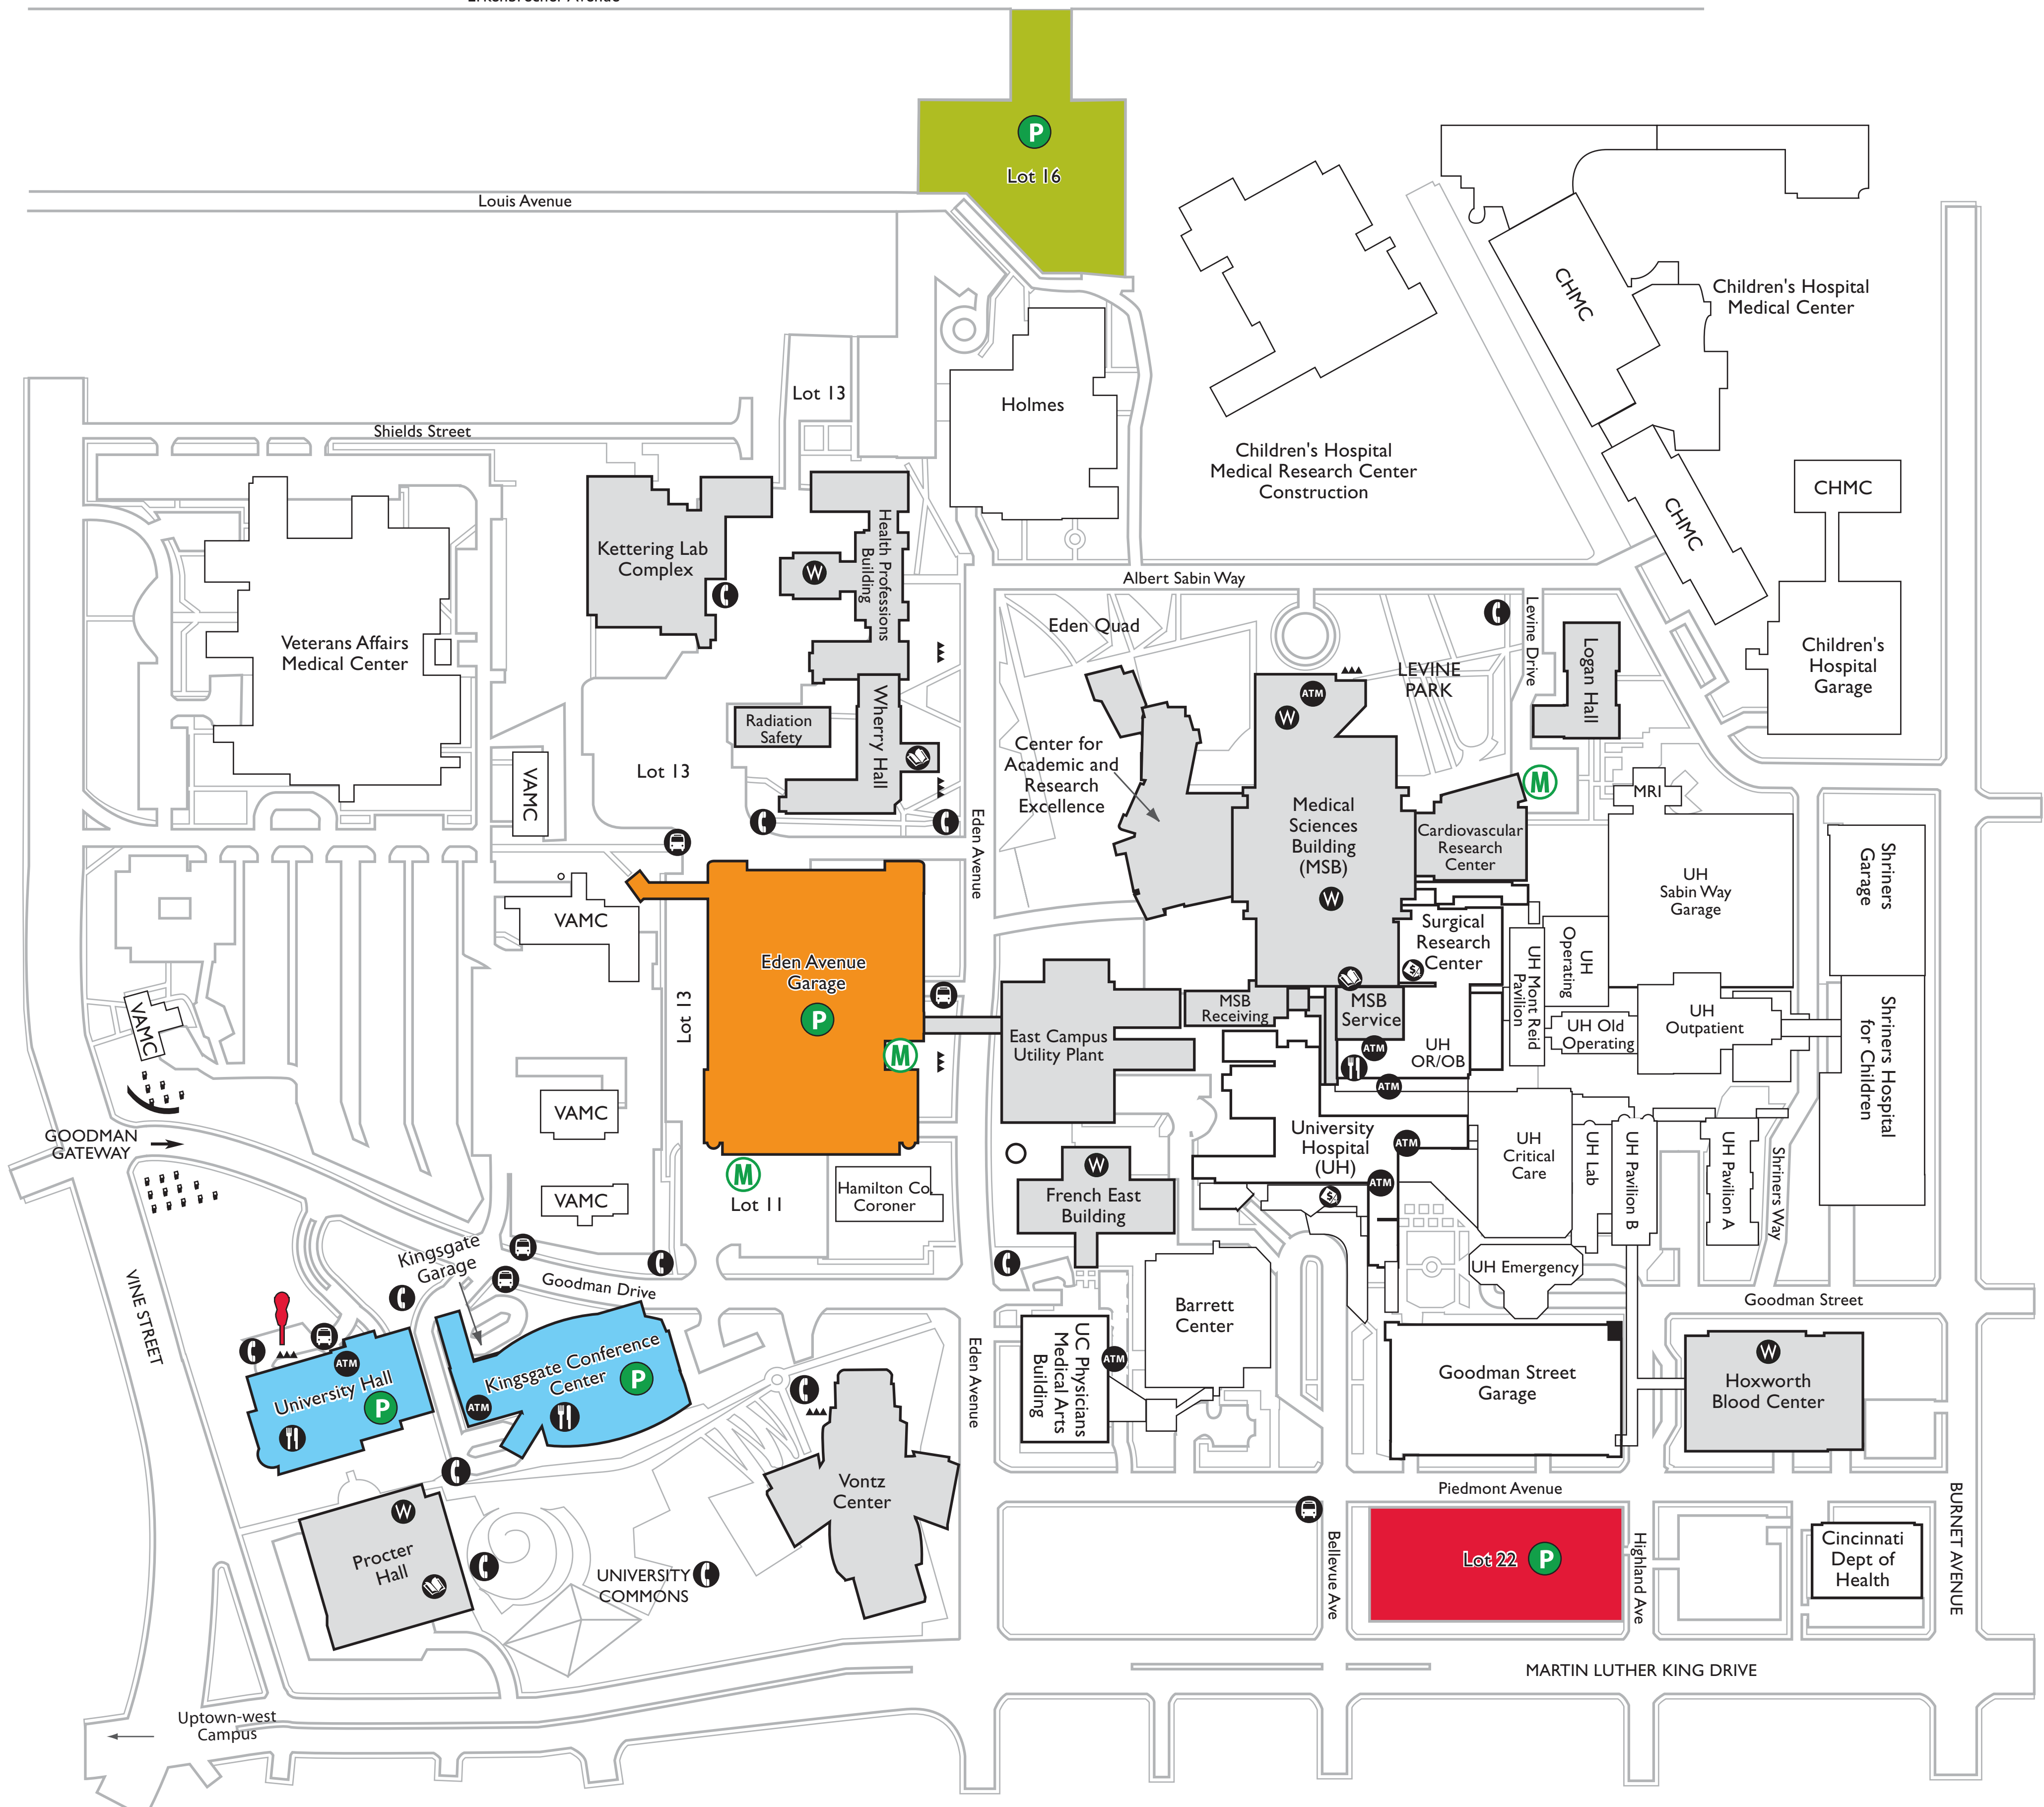 Erkenbrecher Avenue
P
Lot 16
Louis Avenue
CHMC
Children's Hospital
Medical Center
Lot 13
Holmes
Shields Street
Children's Hospital
Medical Research Center
Construction
CHMC
CHMC
Kettering Lab
Complex
Health Professions
Building
W
Albert Sabin Way
Eden Quad
Levine Drive
Logan Hall
Veterans Affairs
Medical Center
LEVINE
PARK
Children's
Hospital
Garage
ATM
W
Radiation
Safety
Wherry Hall
Center for
Academic and
Research
Excellence
Lot 13
VAMC
M
MRI
Medical
Sciences
Building
(MSB)
Cardiovascular
Research
Center
Eden Avenue
Shriners
Garage
W
UH
Sabin Way
Garage
VAMC
Surgical
Research
Center
$
UH
Operating
UH Mont Reid
Pavilion
Eden Avenue
Garage
P
Lot 13
VAMC
MSB
Receiving
MSB
Service
UH Old
Operating
UH
Outpatient
Shriners Hospital
for Children
East Campus
Utility Plant
M
ATM
UH
OR/OB
ATM
VAMC
GOODMAN
GATEWAY
University
Hospital
(UH)
ATM
UH
Critical
Care
UH Lab
UH Pavilion B
UH Pavilion A
Shriners Way
M
Lot 11
Hamilton Co.
Coroner
W
French East
Building
ATM
$
VAMC
Kingsgate
Garage
Goodman Drive
UH Emergency
VINE STREET
Goodman Street
Barrett
Center
UC Physicians
Medical Arts
Building
ATM
Eden Avenue
ATM
University Hall
P
Kingsgate Conference
Center
P
ATM
Goodman Street
Garage
W
Hoxworth
Blood Center
Vontz
Center
Piedmont Avenue
W
Procter
Hall
UNIVERSITY
COMMONS
Bellevue Ave
Lot 22
P
Highland Ave
Cincinnati
Dept of
Health
BURNET AVENUE
MARTIN LUTHER KING DRIVE
Uptown-west
Campus